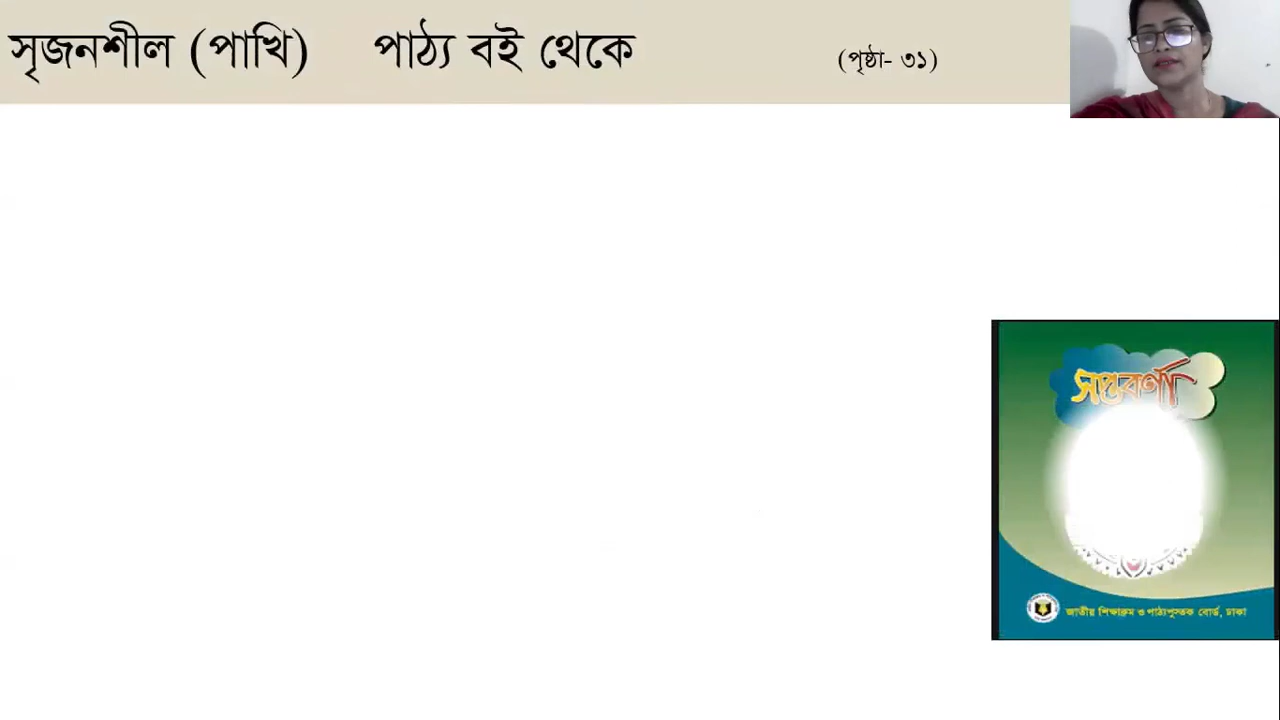 সৃজনশীল (পাখি) পাঠ্য বই থেকে (পৃষ্ঠা- ৩১)
সপ্তবর্ণা
জাতীয় শিক্ষাক্রম ও পাঠ্যপুস্তক বোর্ড, ঢাকা